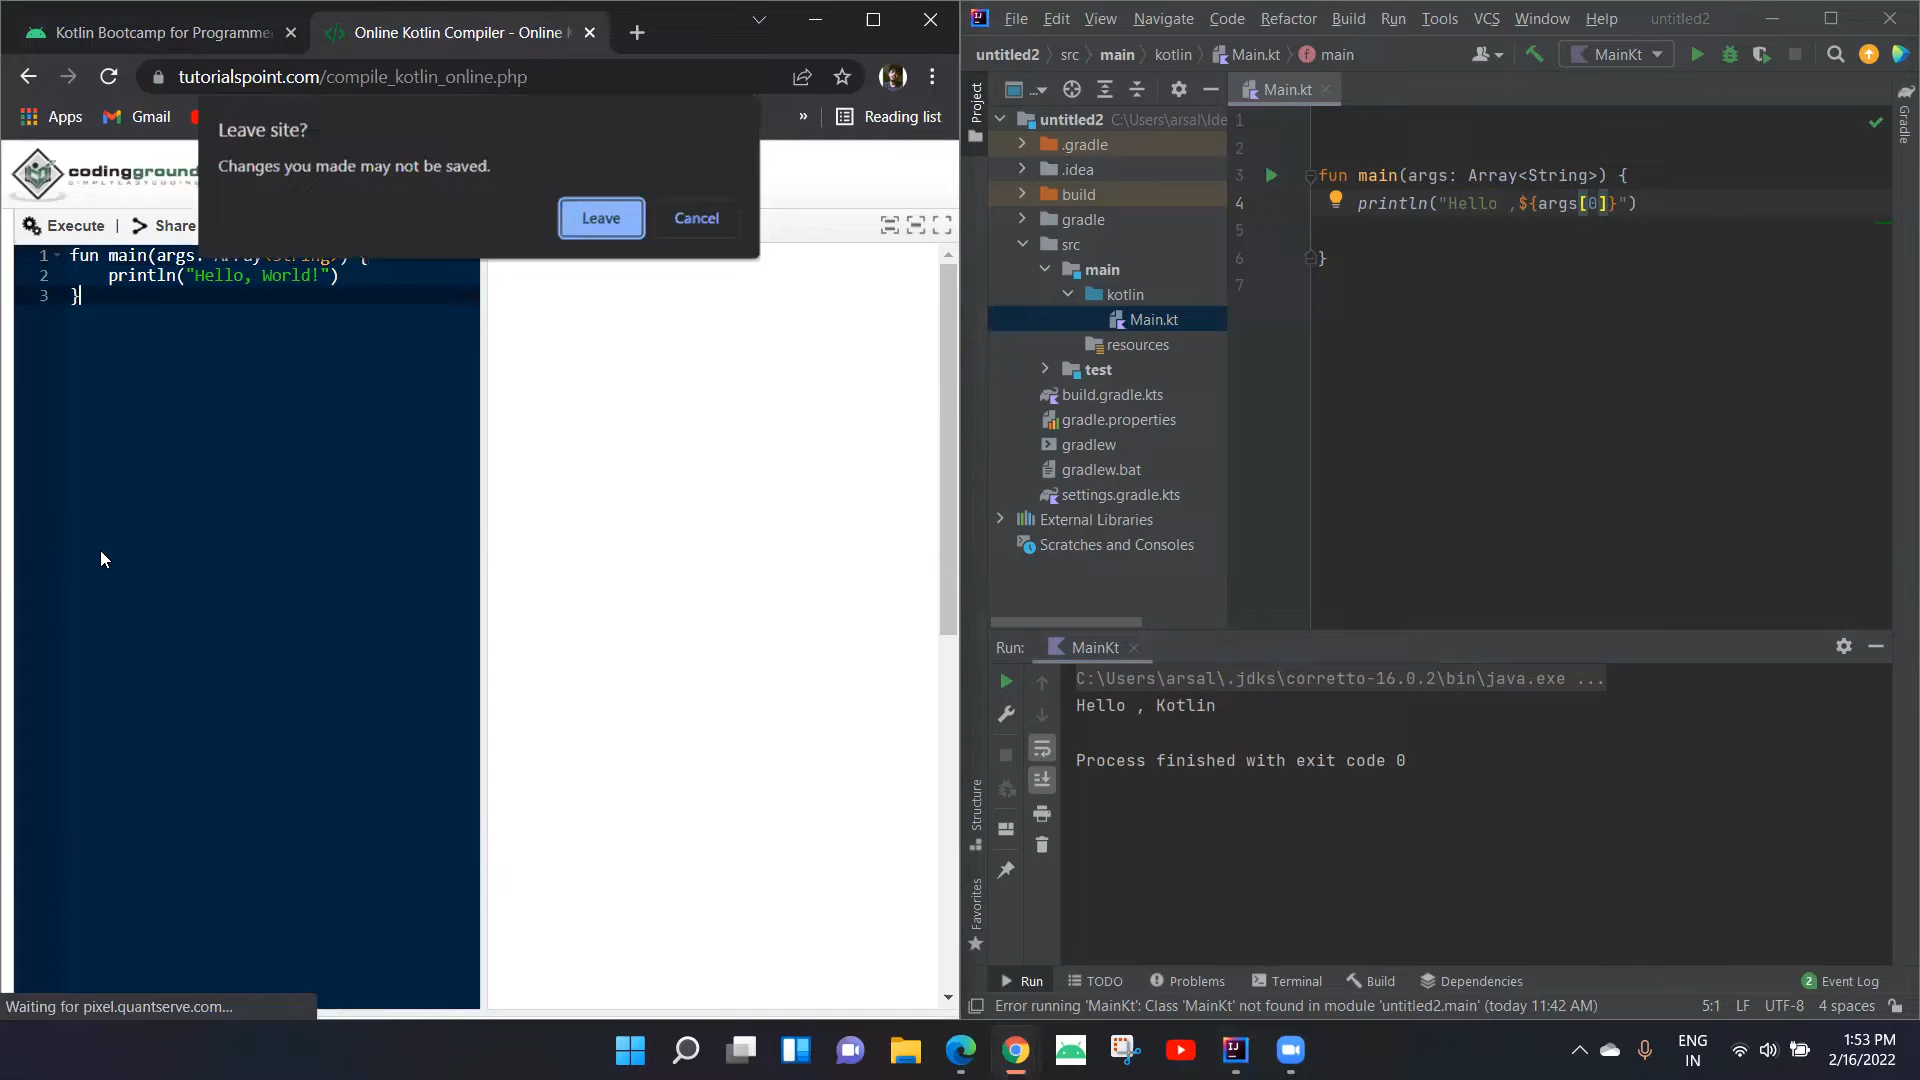 Kotlin Bootcamp for Programme
Online Kotlin Compiler - Online
tutorialspoint.com/compile_kotlin_online.php
Apps
Gmail
»
Reading list
Leave site?
Changes you made may not be saved.
Leave
Cancel
codingground
SIMPLYEASYCODING
Execute | Share
1 fun main(args: Array<String>) {
2 println("Hello, World!")
3 }
Waiting for pixel.quantserve.com...
File Edit View Navigate Code Refactor Build Run Tools VCS Window Help untitled2
untitled2 src main kotlin Main.kt main
MainKt
Project
Main.kt
Gradle
untitled2 C:\Users\arsal\Ide
.gradle
.idea
build
gradle
src
main
kotlin
Main.kt
resources
test
build.gradle.kts
gradle.properties
gradlew
gradlew.bat
settings.gradle.kts
External Libraries
Scratches and Consoles
1
2
3 fun main(args: Array<String>) {
4 println("Hello ,${args[0]}")
5
6 }
7
Run: MainKt
C:\Users\arsal\.jdks\corretto-16.0.2\bin\java.exe ...
Hello , Kotlin
Process finished with exit code 0
Structure
Favorites
Run TODO Problems Terminal Build Dependencies 2 Event Log
Error running 'MainKt': Class 'MainKt' not found in module 'untitled2.main' (today 11:42 AM) 5:1 LF UTF-8 4 spaces
ENG
IN
1:53 PM
2/16/2022